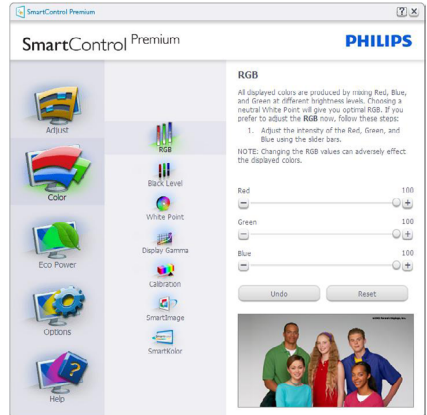 SmartControl Premium
SmartControl Premium
PHILIPS
Adjust
Color
Eco Power
Options
Help
RGB
Black Level
White Point
Display Gamma
Calibration
SmartImage
SmartKolor
RGB
All displayed colors are produced by mixing Red, Blue,
and Green at different brightness levels. Choosing a
neutral White Point will give you optimal RGB. If you
prefer to adjust the RGB now, follow these steps:
1. Adjust the intensity of the Red, Green, and
Blue using the slider bars.
NOTE: Changing the RGB values can adversely effect
the displayed colors.
Red 100
Green 100
Blue 100
Undo Reset